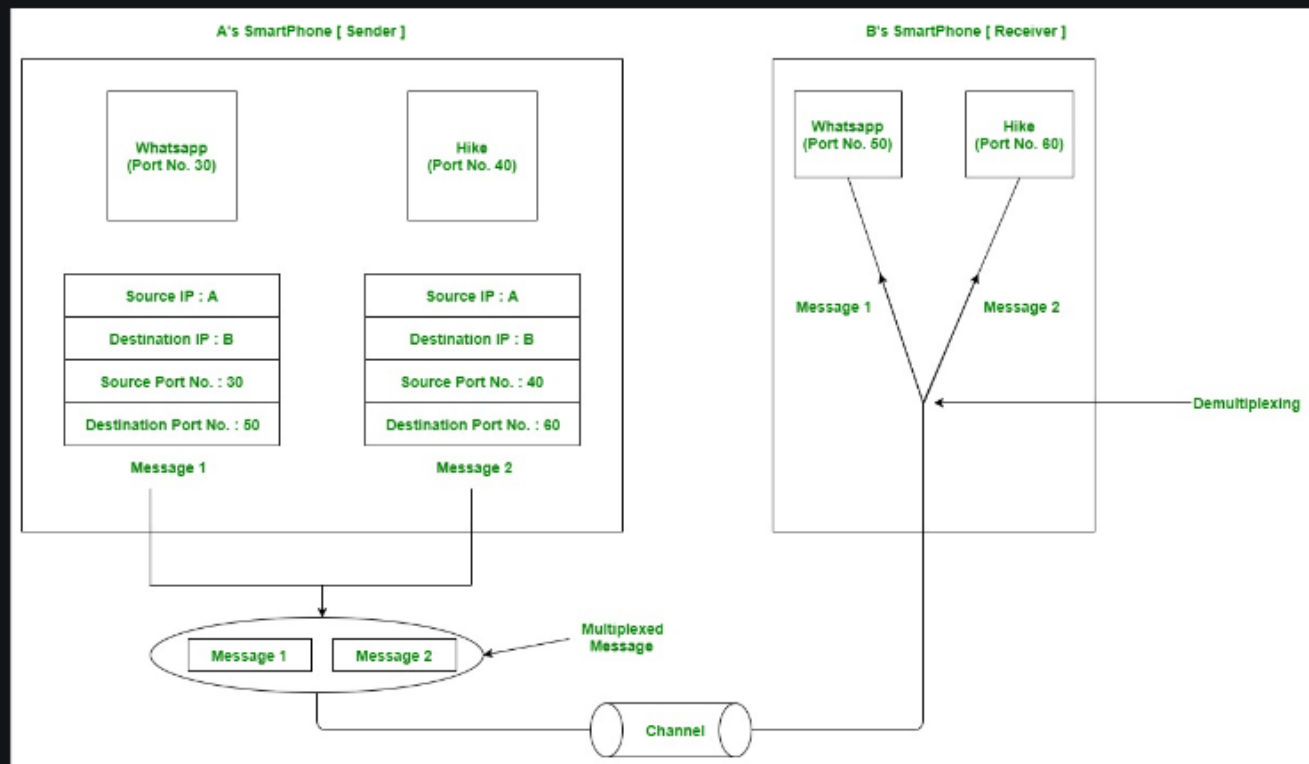 A's SmartPhone [ Sender ]
B's SmartPhone [ Receiver ]
Whatsapp
(Port No. 30)
Hike
(Port No. 40)
Whatsapp
(Port No. 50)
Hike
(Port No. 60)
Source IP : A
Destination IP : B
Source Port No. : 30
Destination Port No. : 50
Message 1
Source IP : A
Destination IP : B
Source Port No. : 40
Destination Port No. : 60
Message 2
Message 1
Message 2
Demultiplexing
Message 1
Message 2
Multiplexed
Message
Channel